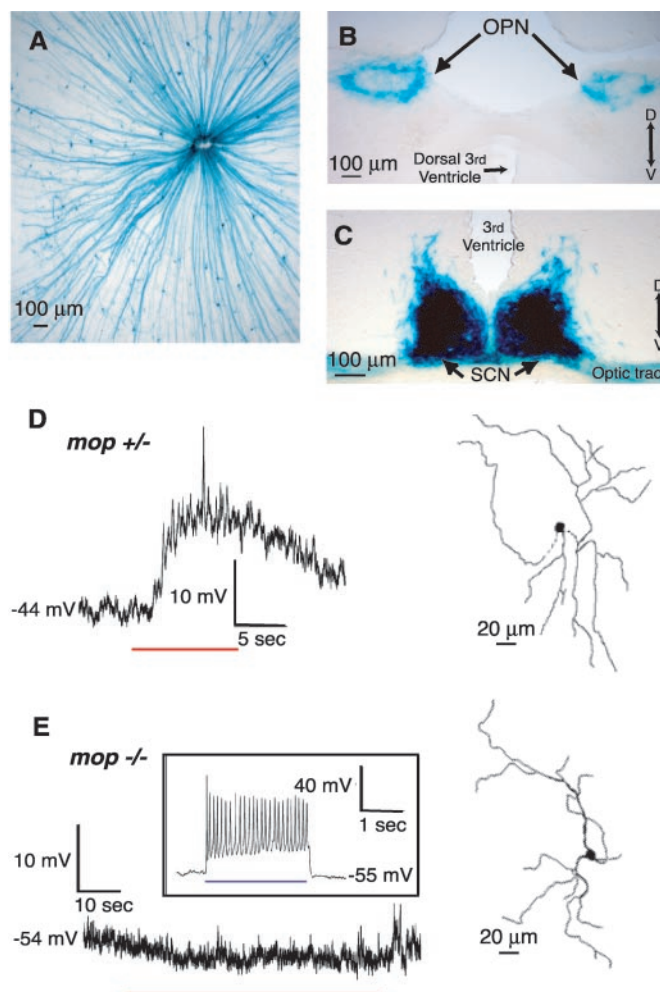 A
100 μm
B
OPN
100 μm
Dorsal 3rd
Ventricle
D
V
C
3rd
Ventricle
D
V
100 μm
SCN
Optic trac
D
mop +/-
-44 mV
10 mV
5 sec
20 μm
E
mop -/-
40 mV
1 sec
-55 mV
10 mV
10 sec
-54 mV
20 μm